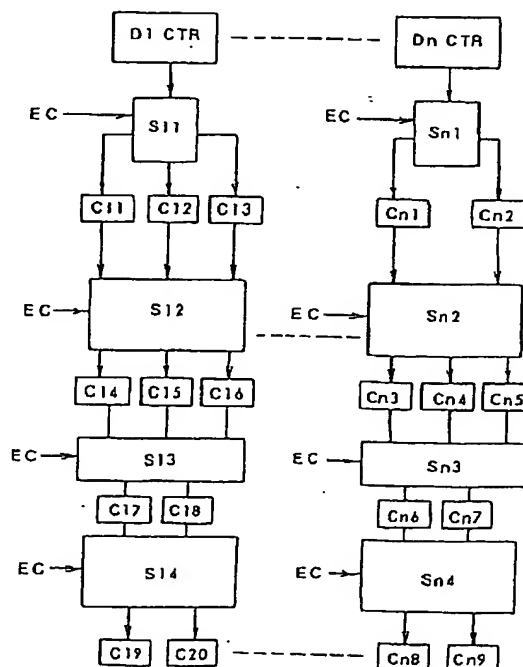 D1 CTR
Dn CTR
EC
S11
EC
Sn1
C11 C12 C13
Cn1 Cn2
EC
S12
EC
Sn2
C14 C15 C16
Cn3 Cn4 Cn5
EC
S13
EC
Sn3
C17 C18
Cn6 Cn7
EC
S14
EC
Sn4
C19 C20
Cn8 Cn9